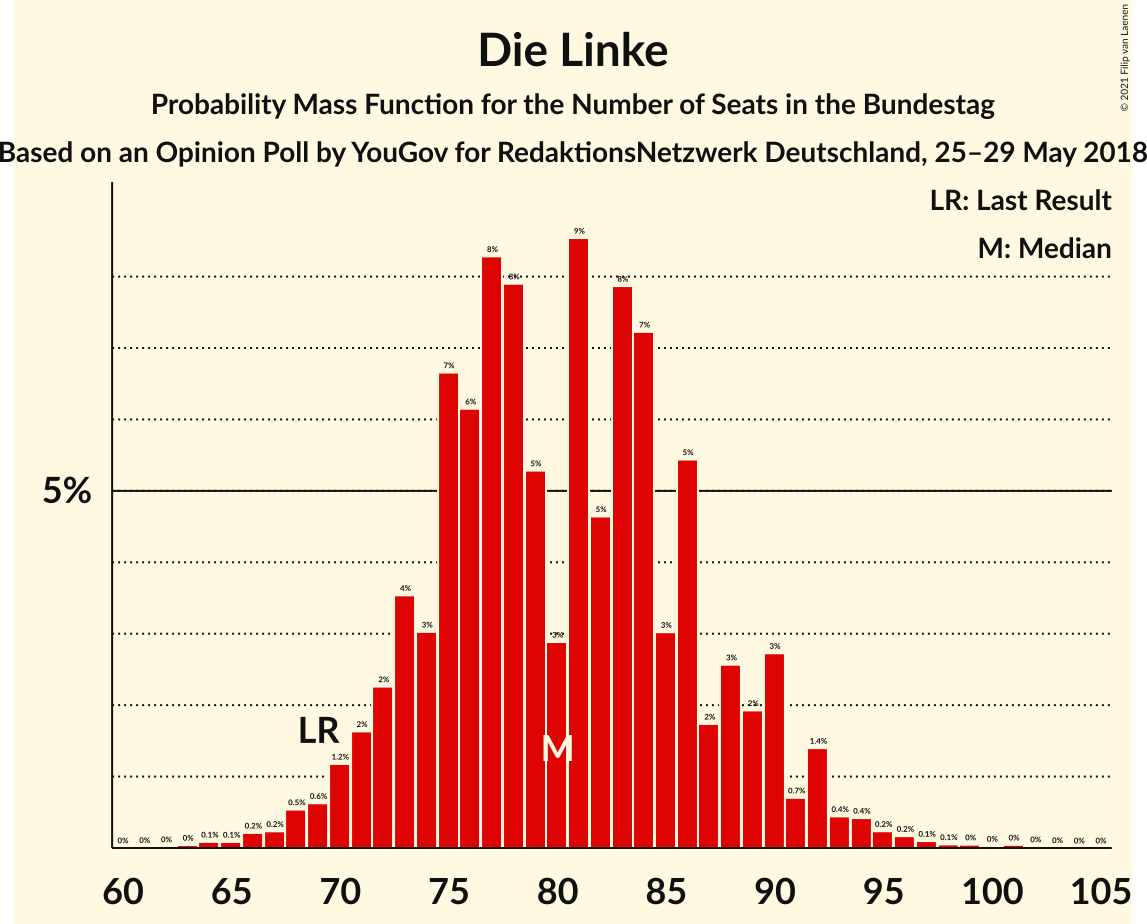 © 2021 Filip van Laenen
Die Linke
Probability Mass Function for the Number of Seats in the Bundestag
Based on an Opinion Poll by YouGov for RedaktionsNetzwerk Deutschland, 25–29 May 2018
LR: Last Result
M: Median
5%
0% 0% 0% 0% 0.1% 0.1% 0.2% 0.2% 0.5% 0.6% 1.2% 2% 2% 4% 3% 7% 6% 8% 8% 5% 3% 9% 5% 8% 7% 3% 5% 2% 3% 2% 3% 0.7% 1.4% 0.4% 0.4% 0.2% 0.2% 0.1% 0.1% 0% 0% 0% 0% 0% 0% 0%
LR
M
60 65 70 75 80 85 90 95 100 105